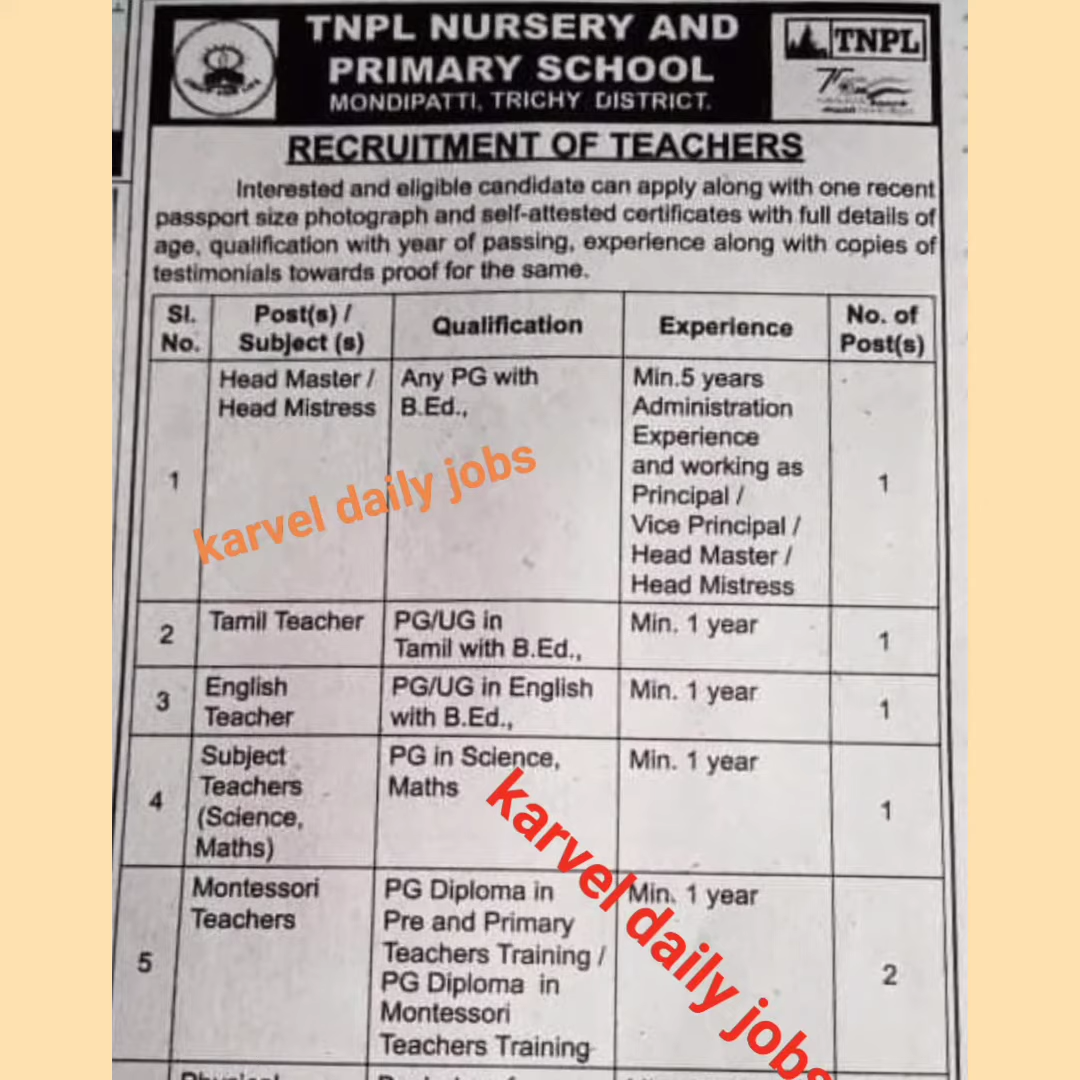 TNPL NURSERY AND
PRIMARY SCHOOL
MONDIPATTI, TRICHY DISTRICT.
TNPL
RECRUITMENT OF TEACHERS
Interested and eligible candidate can apply along with one recent
passport size photograph and self-attested certificates with full details of
age, qualification with year of passing, experience along with copies of
testimonials towards proof for the same.
Sl. No.
Post(s) / Subject (s)
Qualification
Experience
No. of Post(s)
1
Head Master /
Head Mistress
Any PG with
B.Ed.,
Min.5 years
Administration
Experience
and working as
Principal /
Vice Principal /
Head Master /
Head Mistress
1
karvel daily jobs
2
Tamil Teacher
PG/UG in
Tamil with B.Ed.,
Min. 1 year
1
3
English
Teacher
PG/UG in English
with B.Ed.,
Min. 1 year
1
4
Subject
Teachers
(Science,
Maths)
PG in Science,
Maths
Min. 1 year
1
karvel daily jobs
5
Montessori
Teachers
PG Diploma in
Pre and Primary
Teachers Training /
PG Diploma in
Montessori
Teachers Training
Min. 1 year
2
Physical